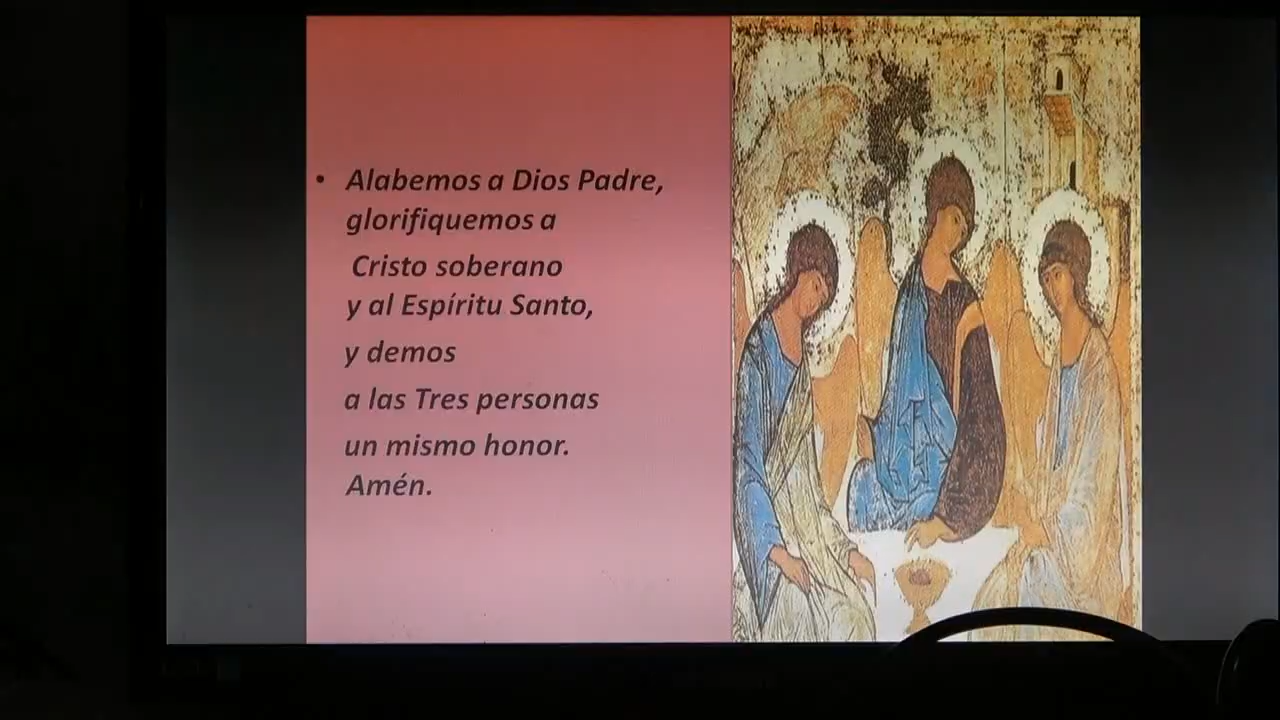 • Alabemos a Dios Padre,
glorifiquemos a
Cristo soberano
y al Espíritu Santo,
y demos
a las Tres personas
un mismo honor.
Amén.